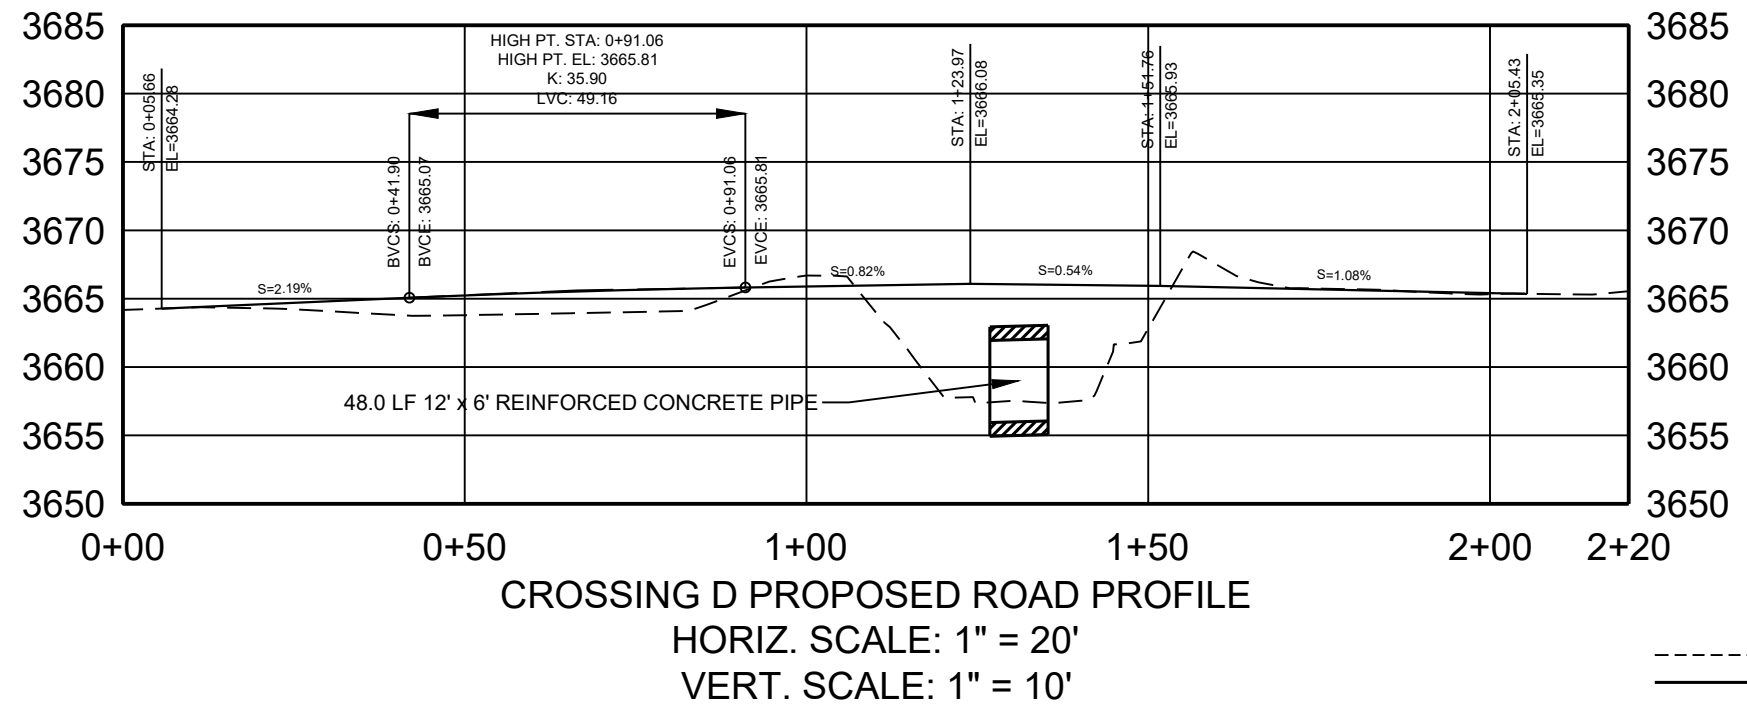 3685
3680
3675
3670
3665
3660
3655
3650
3685
3680
3675
3670
3665
3660
3655
3650
HIGH PT. STA: 0+91.06
HIGH PT. EL: 3665.81
K: 35.90
LVC: 49.16
STA: 0+05.66
EL=3664.28
BVCS: 0+41.90
BVCE: 3665.07
EVCS: 0+91.06
EVCE: 3665.81
STA: 1+23.97
EL=3666.08
STA: 1+51.76
EL=3665.93
STA: 2+05.43
EL=3665.35
S=2.19%
S=0.82%
S=0.54%
S=1.08%
48.0 LF 12' x 6' REINFORCED CONCRETE PIPE
0+00
0+50
1+00
1+50
2+00
2+20
CROSSING D PROPOSED ROAD PROFILE
HORIZ. SCALE: 1" = 20'
VERT. SCALE: 1" = 10'